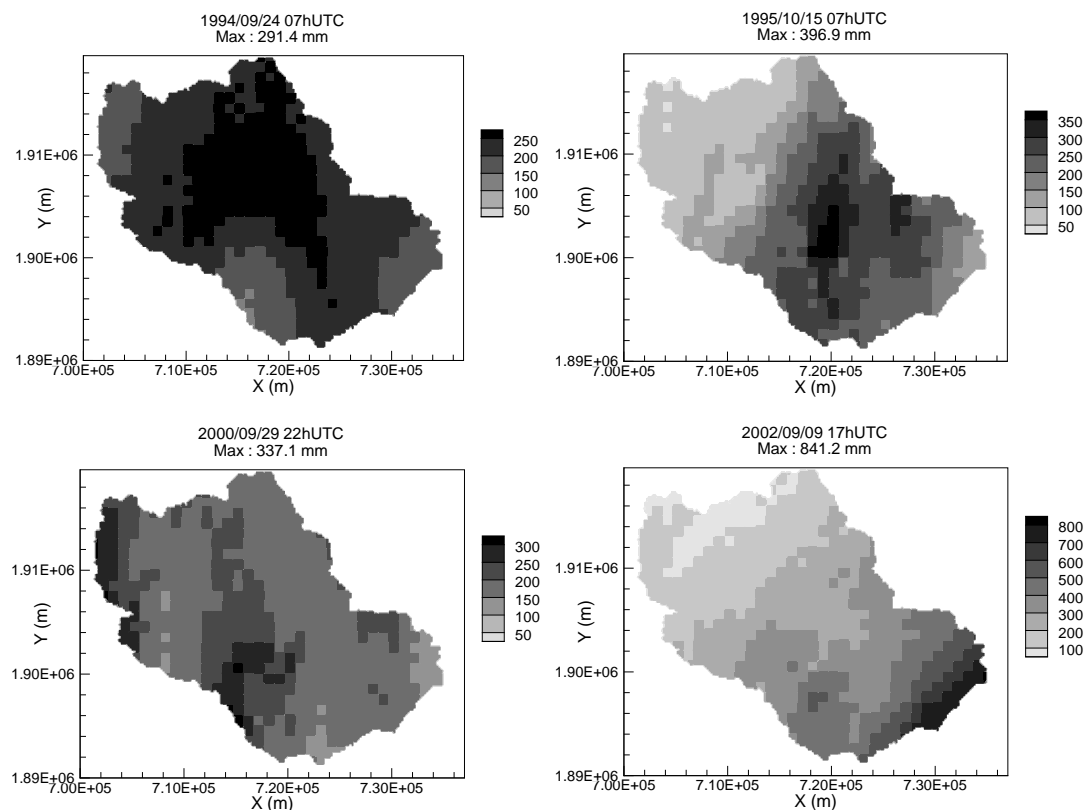 1994/09/24 07hUTC
Max : 291.4 mm
Y (m)
1.91E+06
1.90E+06
1.89E+06
7.00E+05 7.10E+05 7.20E+05 7.30E+05
X (m)
250
200
150
100
50
1995/10/15 07hUTC
Max : 396.9 mm
Y (m)
1.91E+06
1.90E+06
1.89E+06
7.00E+05 7.10E+05 7.20E+05 7.30E+05
X (m)
350
300
250
200
150
100
50
2000/09/29 22hUTC
Max : 337.1 mm
Y (m)
1.91E+06
1.90E+06
1.89E+06
7.00E+05 7.10E+05 7.20E+05 7.30E+05
X (m)
300
250
200
150
100
50
2002/09/09 17hUTC
Max : 841.2 mm
Y (m)
1.91E+06
1.90E+06
1.89E+06
7.00E+05 7.10E+05 7.20E+05 7.30E+05
X (m)
800
700
600
500
400
300
200
100